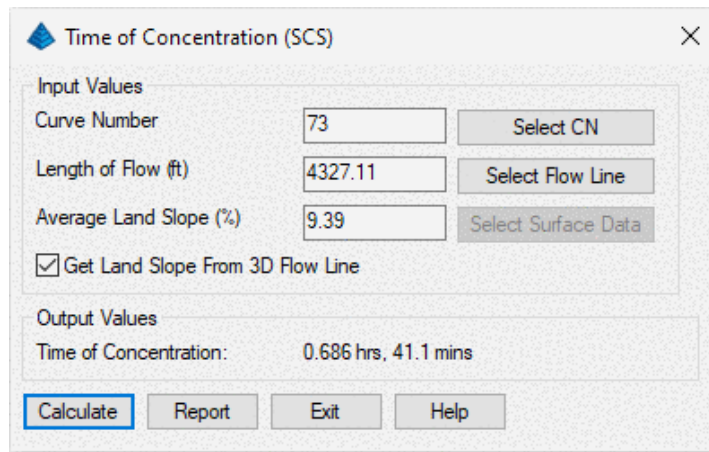 Time of Concentration (SCS)
Input Values
Curve Number 73 Select CN
Length of Flow (ft) 4327.11 Select Flow Line
Average Land Slope (%) 9.39 Select Surface Data
Get Land Slope From 3D Flow Line
Output Values
Time of Concentration: 0.686 hrs, 41.1 mins
Calculate Report Exit Help